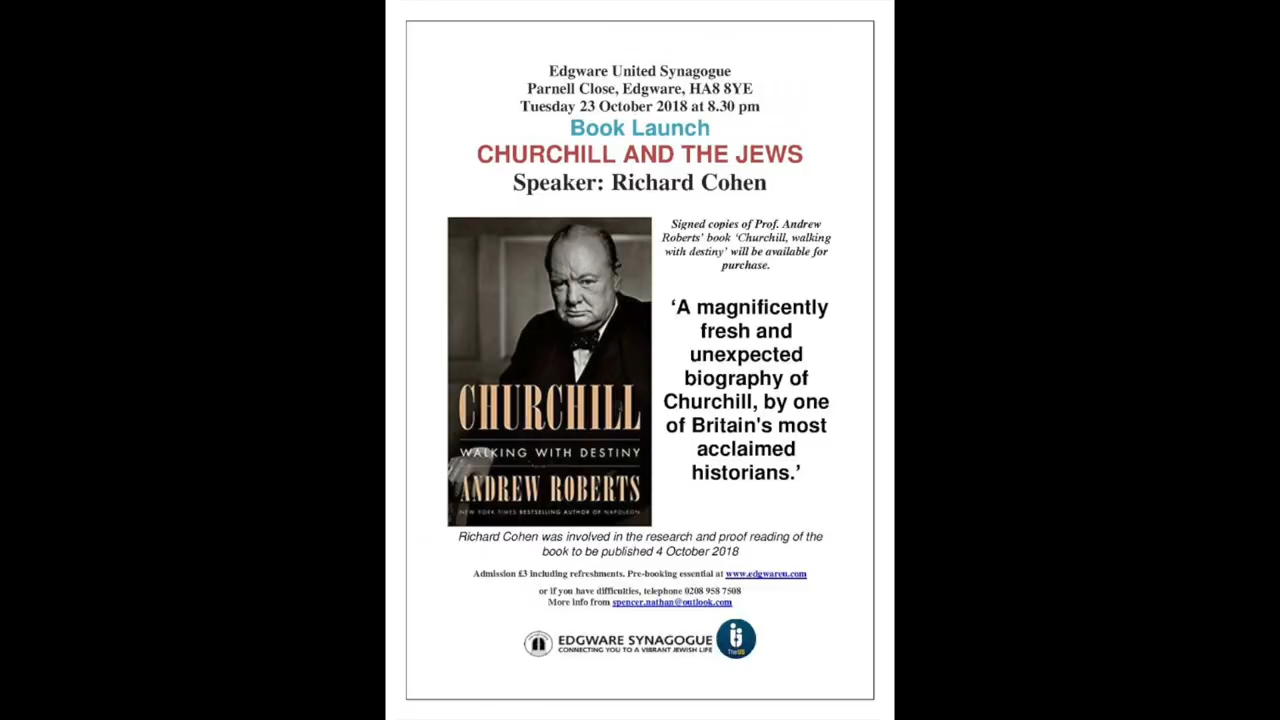 Edgware United Synagogue
Parnell Close, Edgware, HA8 8YE
Tuesday 23 October 2018 at 8.30 pm
Book Launch
CHURCHILL AND THE JEWS
Speaker: Richard Cohen
Signed copies of Prof. Andrew
Roberts’ book ‘Churchill, walking
with destiny’ will be available for
purchase.
‘A magnificently
fresh and
unexpected
biography of
Churchill, by one
of Britain's most
acclaimed
historians.’
CHURCHILL
WALKING WITH DESTINY
ANDREW ROBERTS
NEW YORK TIMES BESTSELLING AUTHOR OF NAPOLEON
Richard Cohen was involved in the research and proof reading of the
book to be published 4 October 2018
Admission £3 including refreshments. Pre-booking essential at www.edgwareu.com
or if you have difficulties, telephone 0208 958 7508
More info from spencer.nathan@outlook.com
EDGWARE SYNAGOGUE
CONNECTING YOU TO A VIBRANT JEWISH LIFE
TheUS